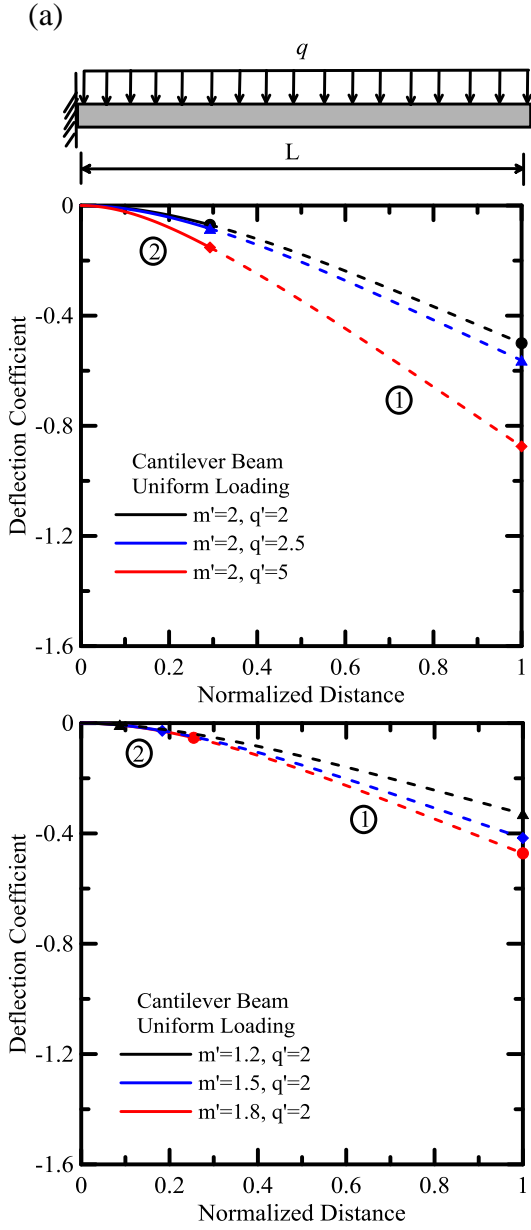 (a)
q
L
0
-0.4
-0.8
-1.2
-1.6
Deflection Coefficient
2
1
Cantilever Beam
Uniform Loading
m'=2, q'=2
m'=2, q'=2.5
m'=2, q'=5
0 0.2 0.4 0.6 0.8 1
Normalized Distance
0
-0.4
-0.8
-1.2
-1.6
Deflection Coefficient
2
1
Cantilever Beam
Uniform Loading
m'=1.2, q'=2
m'=1.5, q'=2
m'=1.8, q'=2
0 0.2 0.4 0.6 0.8 1
Normalized Distance